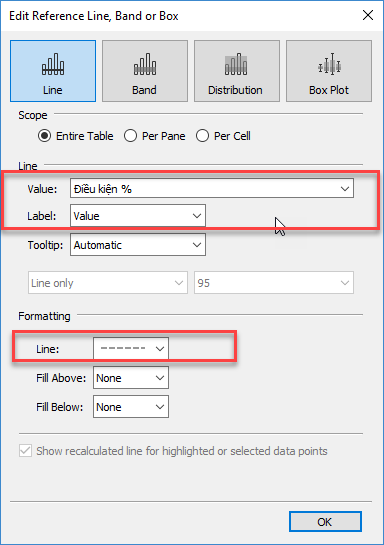 Edit Reference Line, Band or Box
Line
Band
Distribution
Box Plot
Scope
Entire Table
Per Pane
Per Cell
Line
Value: Điều kiện %
Label: Value
Tooltip: Automatic
Line only
95
Formatting
Line:
Fill Above: None
Fill Below: None
Show recalculated line for highlighted or selected data points
OK